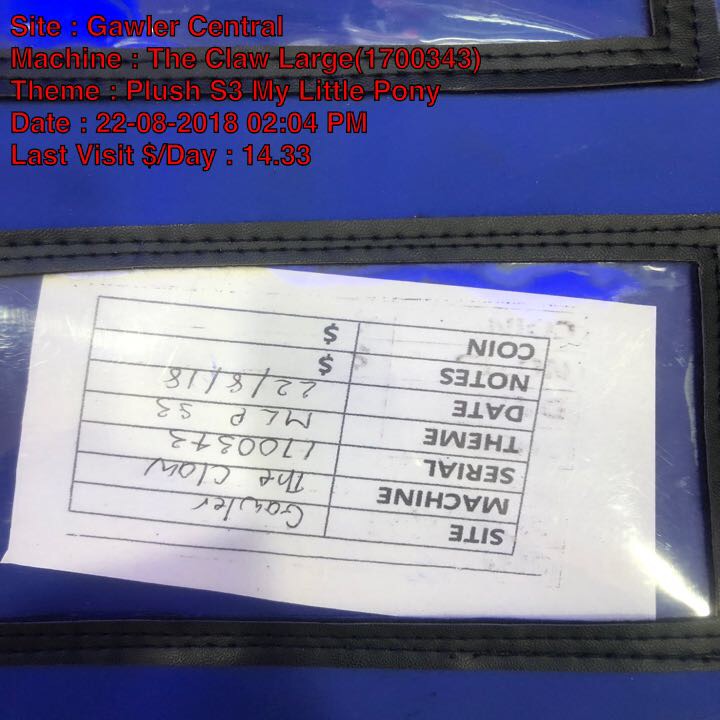 Site : Gawler Central
Machine : The Claw Large(1700343)
Theme : Plush S3 My Little Pony
Date : 22-08-2018 02:04 PM
Last Visit $/Day : 14.33
SITE Gawler
MACHINE The Claw
SERIAL 1700343
THEME MLP S3
DATE 22/8/18
NOTES $
COIN $